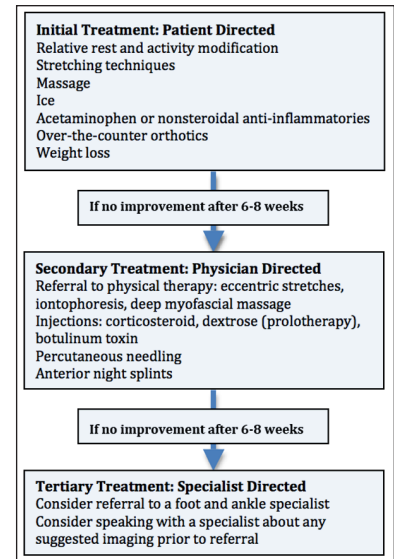 Initial Treatment: Patient Directed
Relative rest and activity modification
Stretching techniques
Massage
Ice
Acetaminophen or nonsteroidal anti-inflammatories
Over-the-counter orthotics
Weight loss
If no improvement after 6-8 weeks
Secondary Treatment: Physician Directed
Referral to physical therapy: eccentric stretches,
iontophoresis, deep myofascial massage
Injections: corticosteroid, dextrose (prolotherapy),
botulinum toxin
Percutaneous needling
Anterior night splints
If no improvement after 6-8 weeks
Tertiary Treatment: Specialist Directed
Consider referral to a foot and ankle specialist
Consider speaking with a specialist about any
suggested imaging prior to referral